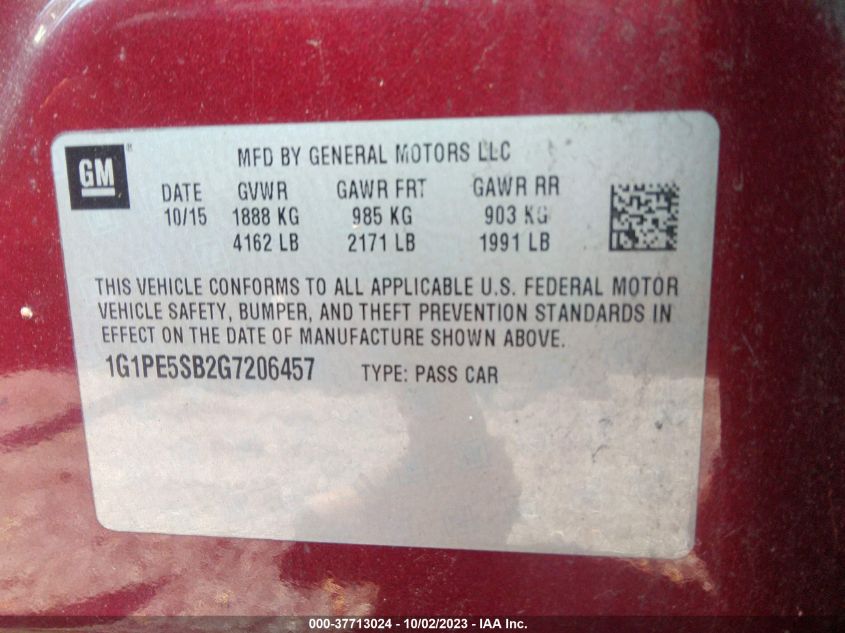 GM ® MFD BY GENERAL MOTORS LLC
DATE GVWR GAWR FRT GAWR RR
10/15 1888 KG 985 KG 903 KG
4162 LB 2171 LB 1991 LB
THIS VEHICLE CONFORMS TO ALL APPLICABLE U.S. FEDERAL MOTOR
VEHICLE SAFETY, BUMPER, AND THEFT PREVENTION STANDARDS IN
EFFECT ON THE DATE OF MANUFACTURE SHOWN ABOVE.
1G1PE5SB2G7206457 TYPE: PASS CAR
000-37713024 - 10/02/2023 - IAA Inc.